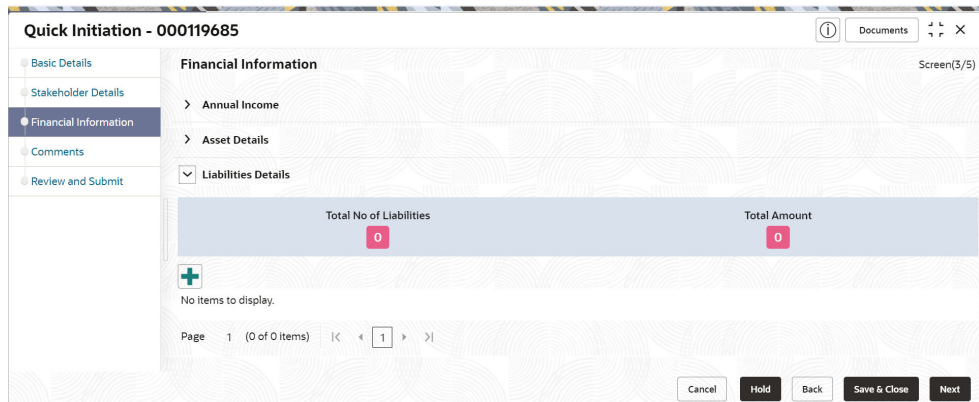 Quick Initiation - 000119685
Documents
Basic Details
Stakeholder Details
Financial Information
Comments
Review and Submit
Financial Information
Screen(3/5)
Annual Income
Asset Details
Liabilities Details
Total No of Liabilities
Total Amount
0
0
No items to display.
Page 1 (0 of 0 items) 1
Cancel Hold Back Save & Close Next